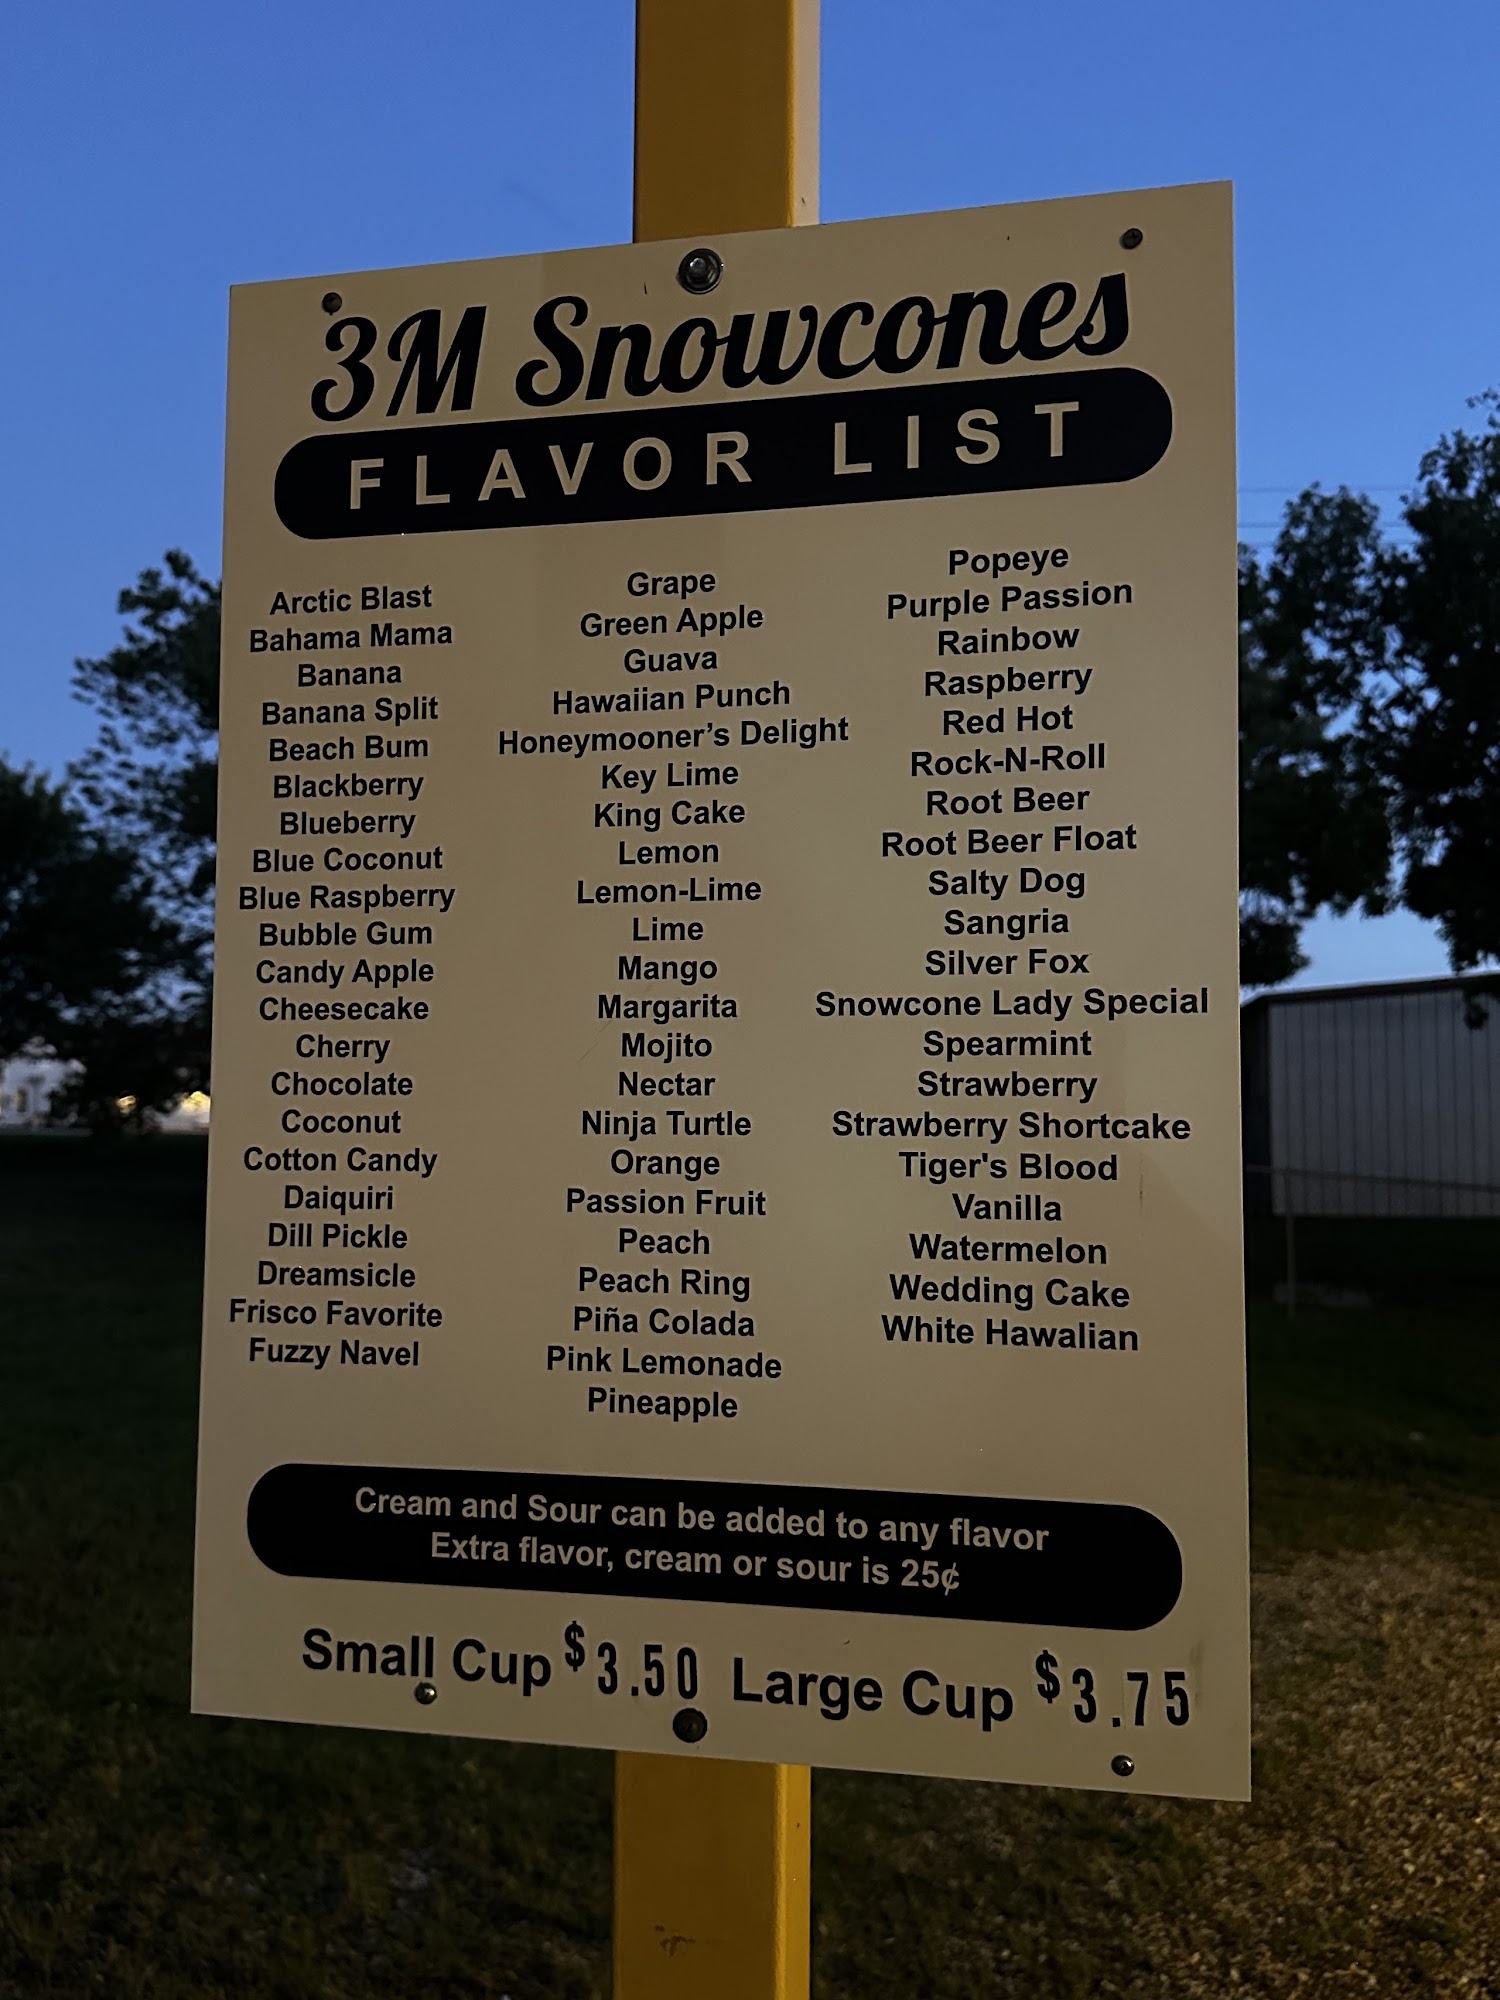 3M Snowcones
FLAVOR LIST
Arctic Blast
Bahama Mama
Banana
Banana Split
Beach Bum
Blackberry
Blueberry
Blue Coconut
Blue Raspberry
Bubble Gum
Candy Apple
Cheesecake
Cherry
Chocolate
Coconut
Cotton Candy
Daiquiri
Dill Pickle
Dreamsicle
Frisco Favorite
Fuzzy Navel
Grape
Green Apple
Guava
Hawaiian Punch
Honeymooner’s Delight
Key Lime
King Cake
Lemon
Lemon-Lime
Lime
Mango
Margarita
Mojito
Nectar
Ninja Turtle
Orange
Passion Fruit
Peach
Peach Ring
Piña Colada
Pink Lemonade
Pineapple
Popeye
Purple Passion
Rainbow
Raspberry
Red Hot
Rock-N-Roll
Root Beer
Root Beer Float
Salty Dog
Sangria
Silver Fox
Snowcone Lady Special
Spearmint
Strawberry
Strawberry Shortcake
Tiger's Blood
Vanilla
Watermelon
Wedding Cake
White Hawalian
Cream and Sour can be added to any flavor
Extra flavor, cream or sour is 25¢
Small Cup $3.50 Large Cup $3.75